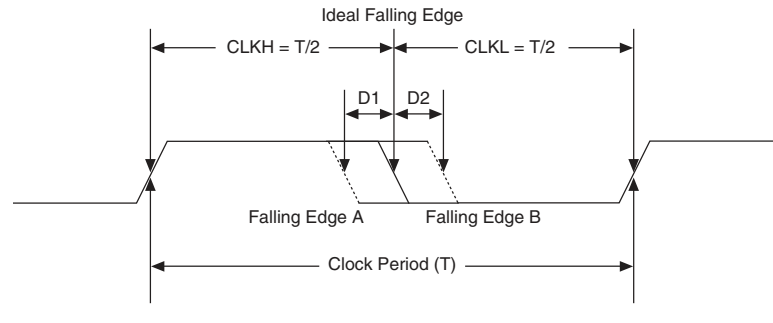 Ideal Falling Edge
CLKH = T/2
CLKL = T/2
D1
D2
Falling Edge A
Falling Edge B
Clock Period (T)